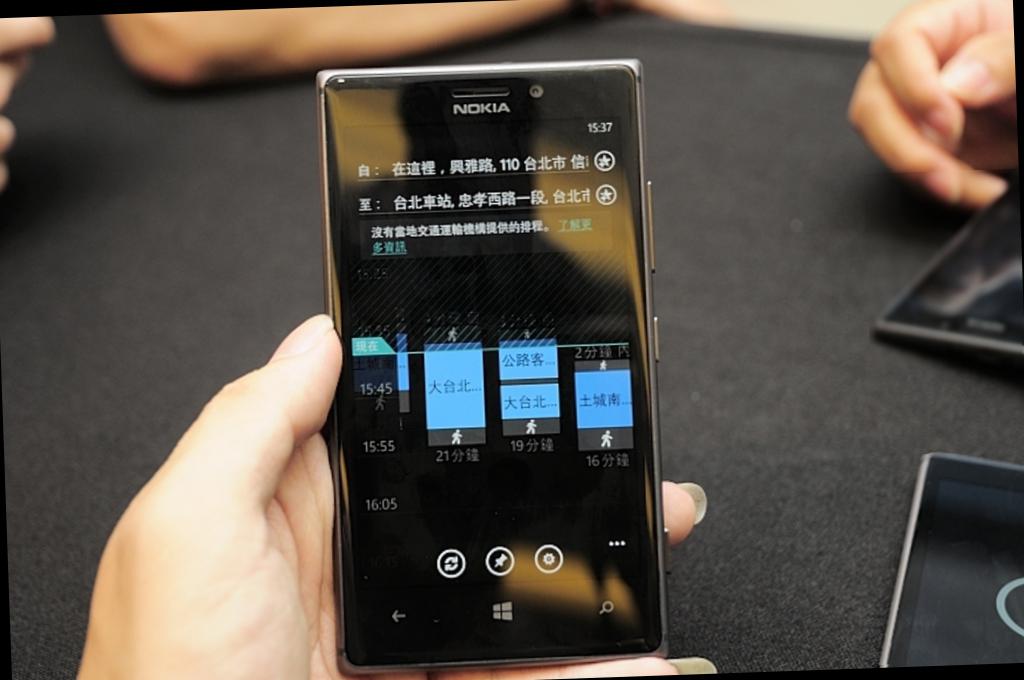 NOKIA
15:37
自： 在這裡，興雅路, 110 台北市 信
至： 台北車站, 忠孝西路一段, 台北市
沒有當地交通運輸機構提供的排程。 了解更
多資訊
現在
2分鐘 內
公路客...
土城南...
大台北...
15:45
大台北...
土城南...
15:55
21分鐘
19分鐘
16分鐘
16:05